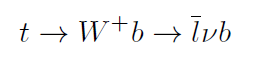 t → W⁺b → l̅νb